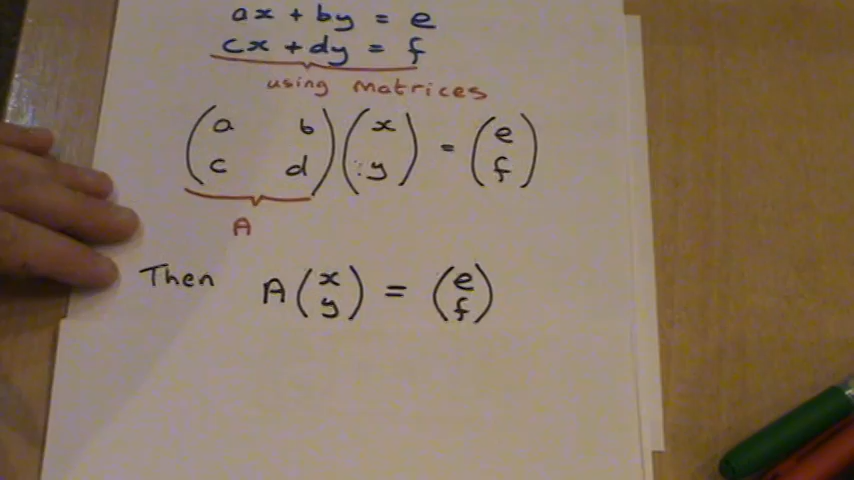 ax + by = e
cx + dy = f
using matrices
(a b
c d) (x
y) = (e
f)
A
Then A (x
y) = (e
f)